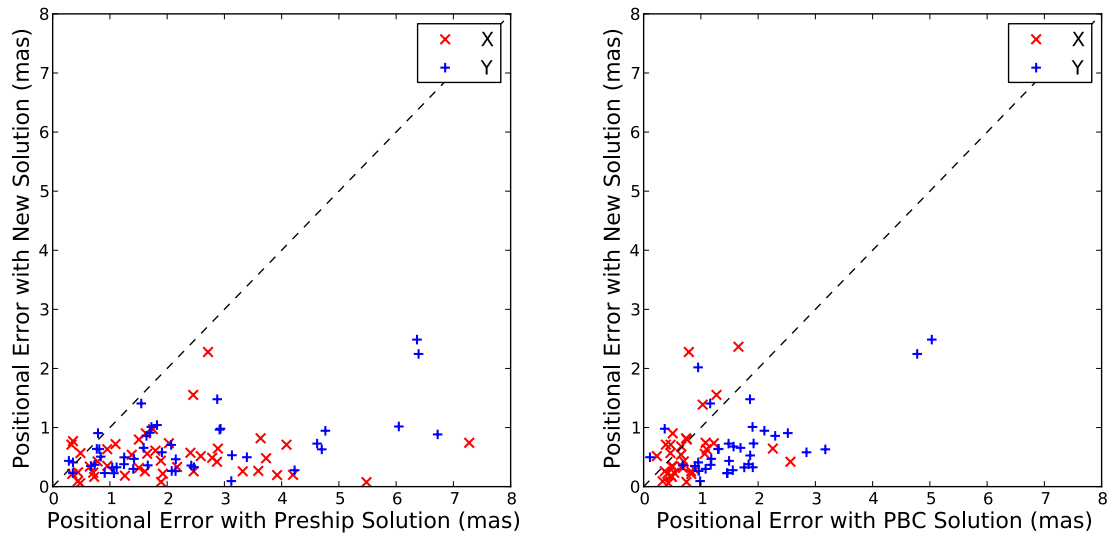 Positional Error with New Solution (mas)
8
7
6
5
4
3
2
1
0
0 1 2 3 4 5 6 7 8
Positional Error with Preship Solution (mas)
X
Y
Positional Error with New Solution (mas)
8
7
6
5
4
3
2
1
0
0 1 2 3 4 5 6 7 8
Positional Error with PBC Solution (mas)
X
Y